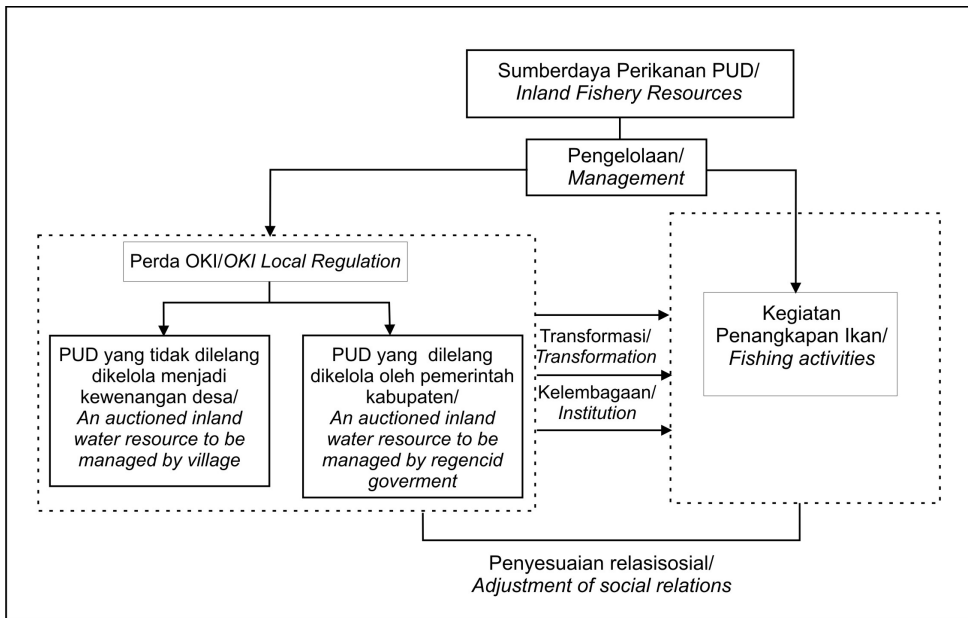 Sumberdaya Perikanan PUD/
Inland Fishery Resources
Pengelolaan/
Management
Perda OKI/OKI Local Regulation
PUD yang tidak dilelang
dikelola menjadi
kewenangan desa/
An auctioned inland
water resource to be
managed by village
PUD yang dilelang
dikelola oleh pemerintah
kabupaten/
An auctioned inland
water resource to be
managed by regencid
goverment
Transformasi/
Transformation
Kelembagaan/
Institution
Kegiatan
Penangkapan Ikan/
Fishing activities
Penyesuaian relasisosial/
Adjustment of social relations